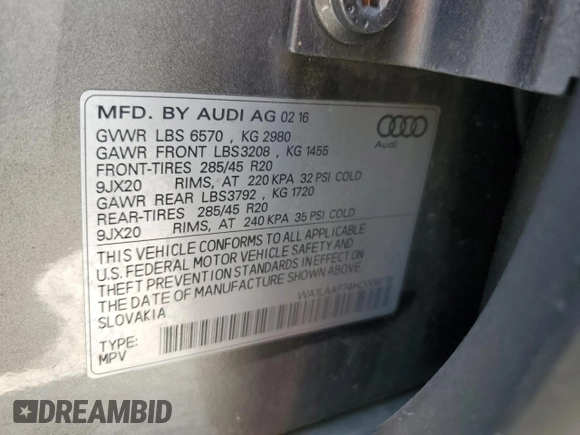 MFD. BY AUDI AG 02 16
GVWR LBS 6570 , KG 2980
GAWR FRONT LBS3208 , KG 1455
FRONT-TIRES 285/45 R20
9JX20 RIMS, AT 220 KPA 32 PSI COLD
GAWR REAR LBS3792 , KG 1720
REAR-TIRES 285/45 R20
9JX20 RIMS, AT 240 KPA 35 PSI COLD
THIS VEHICLE CONFORMS TO ALL APPLICABLE
U.S. FEDERAL MOTOR VEHICLE SAFETY AND
THEFT PREVENTION STANDARDS IN EFFECT ON
THE DATE OF MANUFACTURE SHOWN ABOVE.
SLOVAKIA
TYPE:
MPV
Audi
DREAMBID